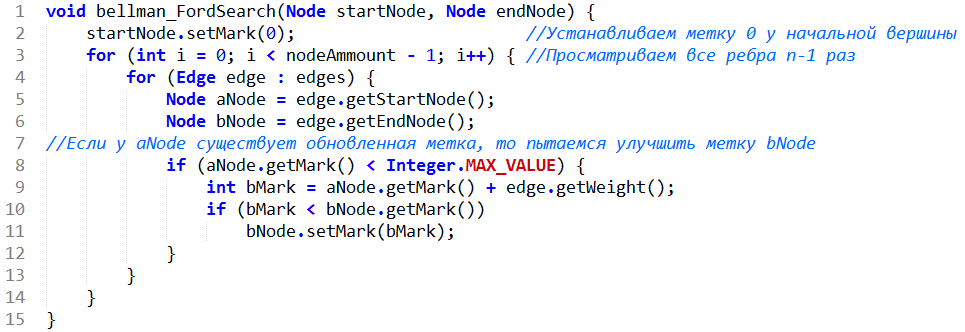 1 void bellman_FordSearch(Node startNode, Node endNode) {
2 startNode.setMark(0); //Устанавливаем метку 0 у начальной вершины
3 for (int i = 0; i < nodeAmmount - 1; i++) { //Просматриваем все ребра n-1 раз
4 for (Edge edge : edges) {
5 Node aNode = edge.getStartNode();
6 Node bNode = edge.getEndNode();
7 //Если у aNode существует обновленная метка, то пытаемся улучшить метку bNode
8 if (aNode.getMark() < Integer.MAX_VALUE) {
9 int bMark = aNode.getMark() + edge.getWeight();
10 if (bMark < bNode.getMark())
11 bNode.setMark(bMark);
12 }
13 }
14 }
15 }